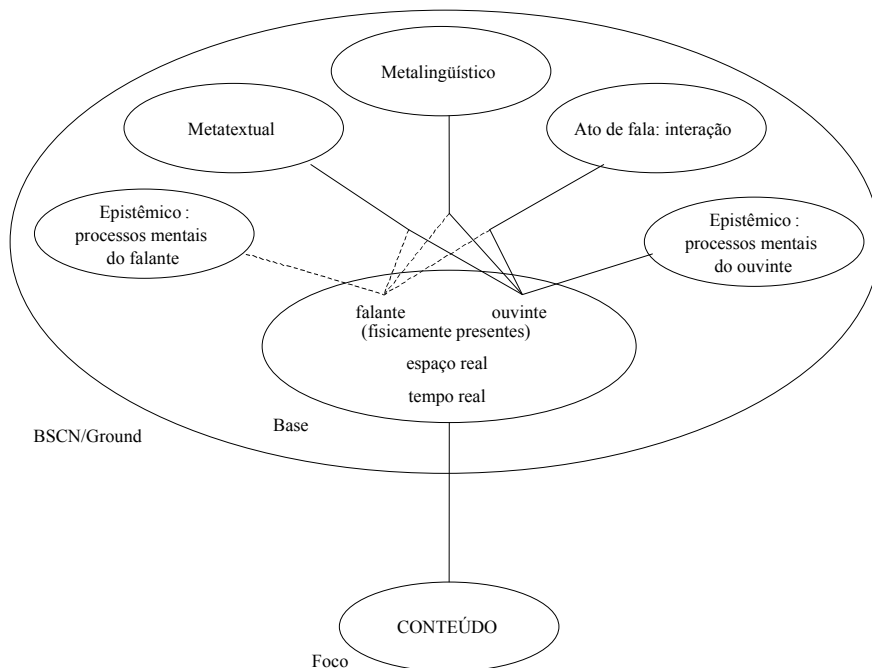 Metalingüístico
Metatextual
Ato de fala: interação
Epistêmico :
processos mentais
do falante
Epistêmico :
processos mentais
do ouvinte
falante ouvinte
(fisicamente presentes)
espaço real
tempo real
Base
BSCN/Ground
CONTEÚDO
Foco